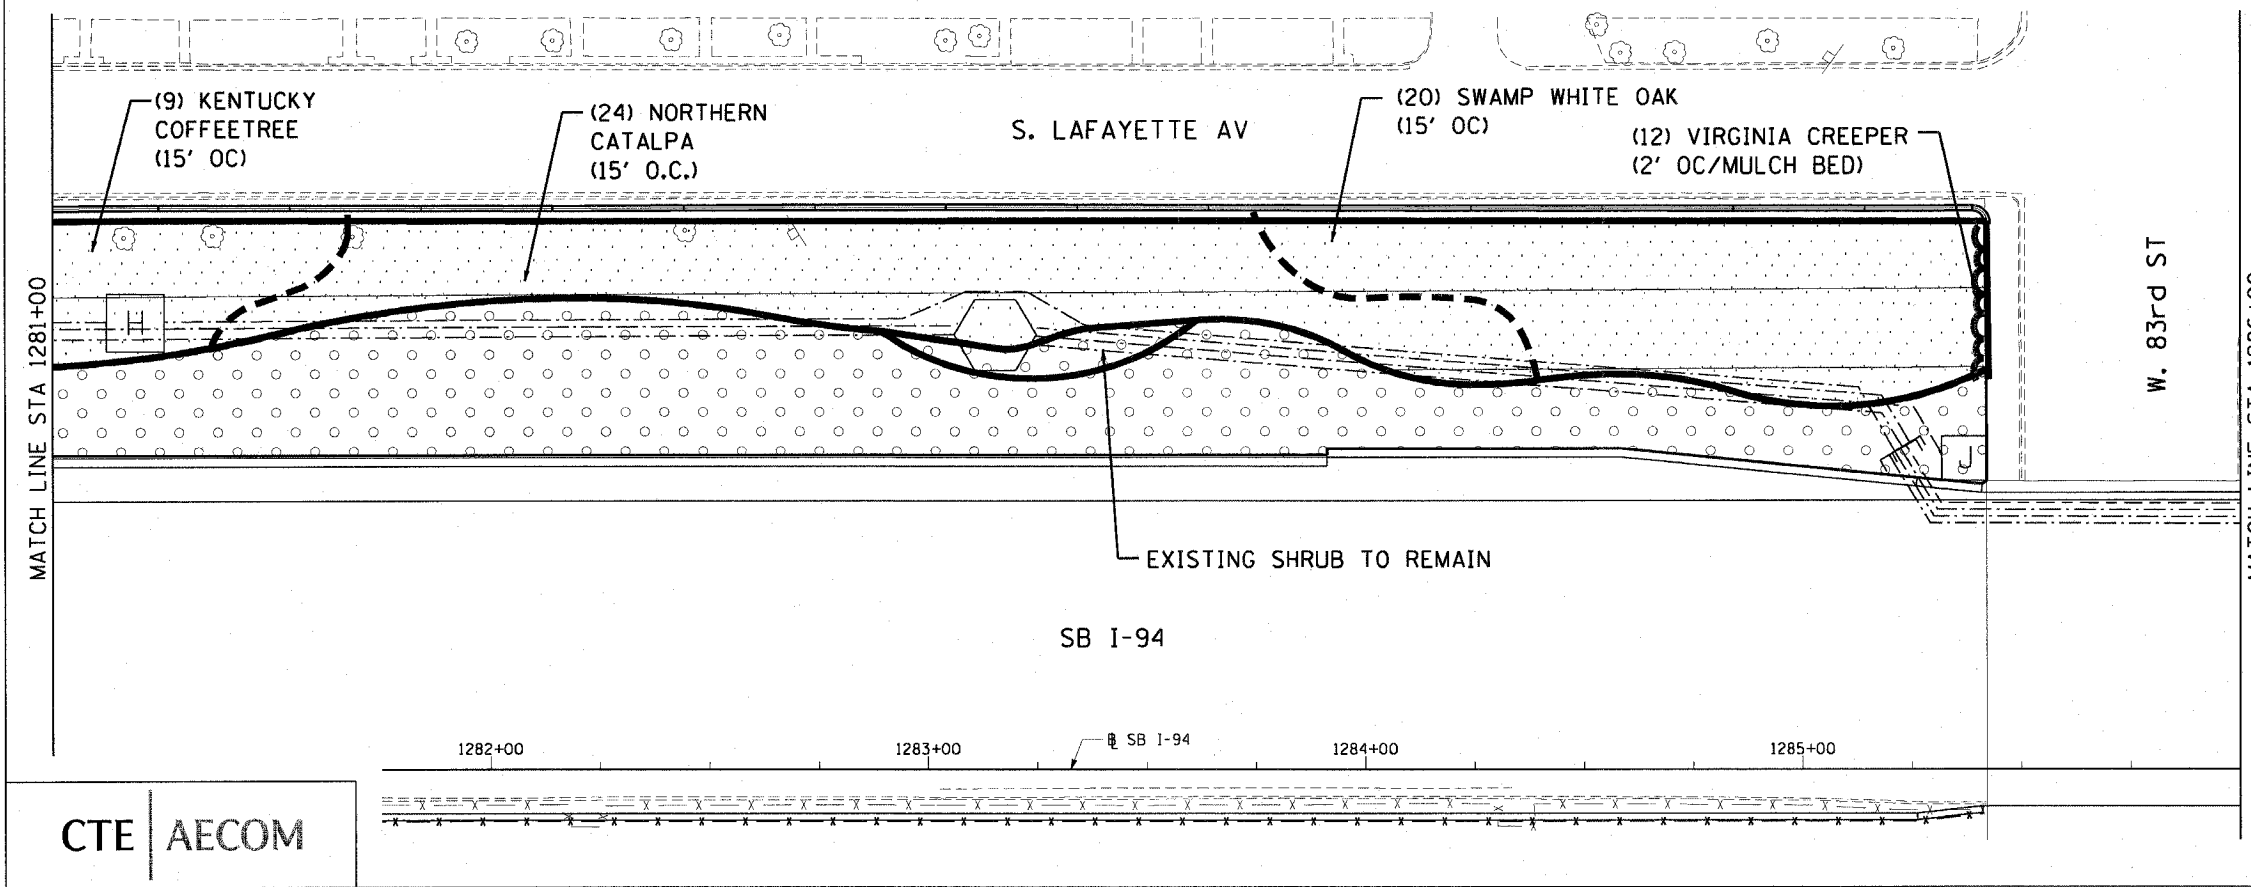 (9) KENTUCKY
COFFEETREE
(15' OC)
(24) NORTHERN
CATALPA
(15' O.C.)
S. LAFAYETTE AV
(20) SWAMP WHITE OAK
(15' OC)
(12) VIRGINIA CREEPER
(2' OC/MULCH BED)
MATCH LINE STA 1281+00
H
W. 83rd ST
J
EXISTING SHRUB TO REMAIN
SB I-94
1282+00
1283+00
℄ SB I-94
1284+00
1285+00
CTE AECOM